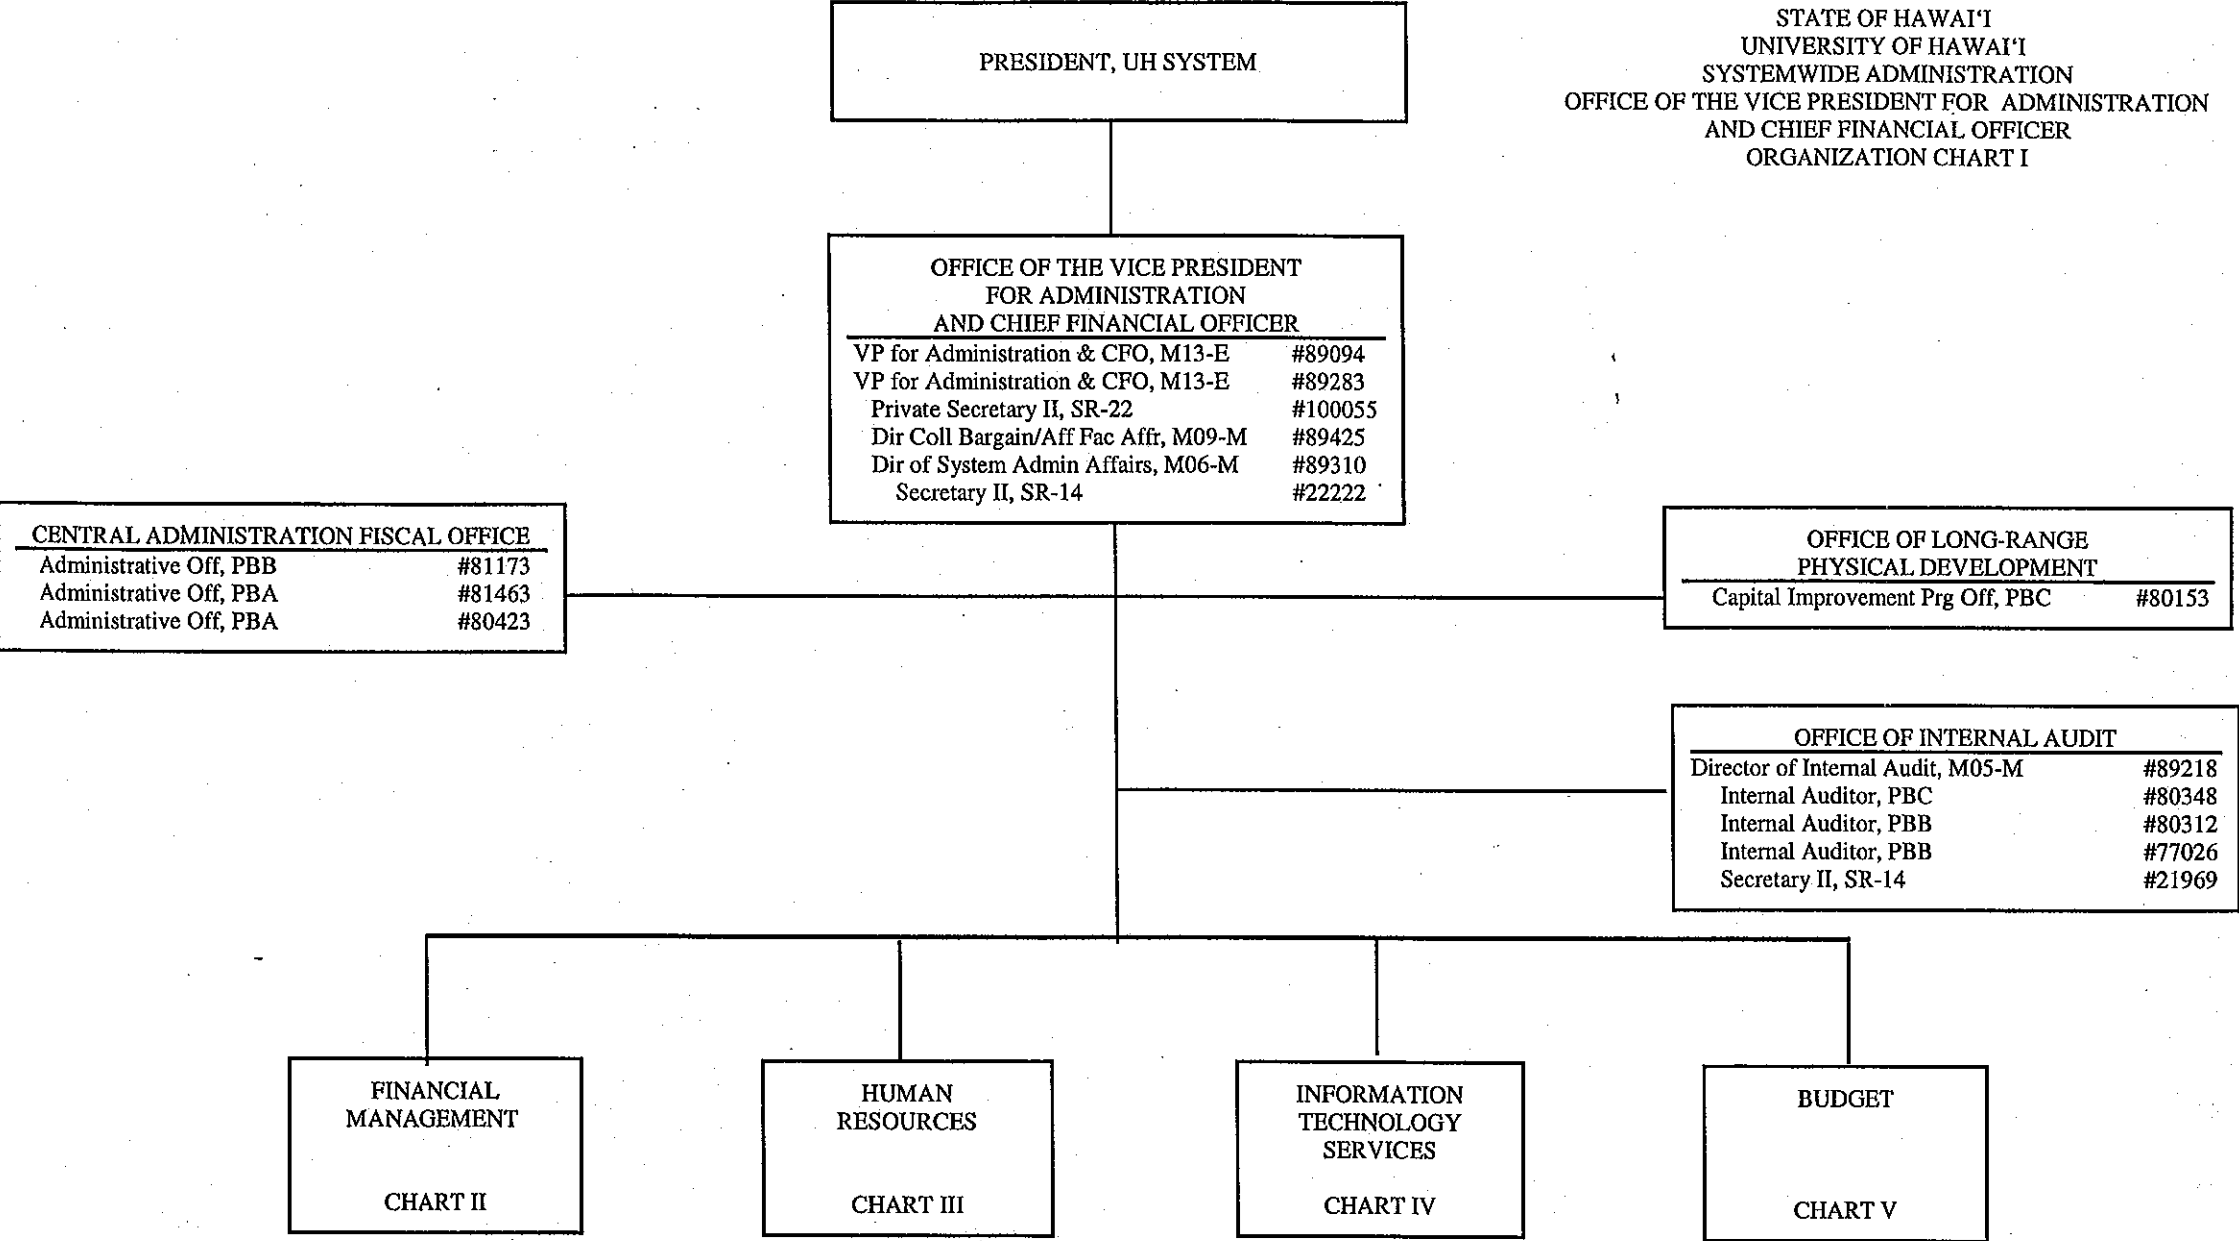 PRESIDENT, UH SYSTEM
STATE OF HAWAIʻI
UNIVERSITY OF HAWAIʻI
SYSTEMWIDE ADMINISTRATION
OFFICE OF THE VICE PRESIDENT FOR ADMINISTRATION
AND CHIEF FINANCIAL OFFICER
ORGANIZATION CHART I
OFFICE OF THE VICE PRESIDENT
FOR ADMINISTRATION
AND CHIEF FINANCIAL OFFICER
VP for Administration & CFO, M13-E #89094
VP for Administration & CFO, M13-E #89283
Private Secretary II, SR-22 #100055
Dir Coll Bargain/Aff Fac Affr, M09-M #89425
Dir of System Admin Affairs, M06-M #89310
Secretary II, SR-14 #22222
CENTRAL ADMINISTRATION FISCAL OFFICE
Administrative Off, PBB #81173
Administrative Off, PBA #81463
Administrative Off, PBA #80423
OFFICE OF LONG-RANGE
PHYSICAL DEVELOPMENT
Capital Improvement Prg Off, PBC #80153
OFFICE OF INTERNAL AUDIT
Director of Internal Audit, M05-M #89218
Internal Auditor, PBC #80348
Internal Auditor, PBB #80312
Internal Auditor, PBB #77026
Secretary II, SR-14 #21969
FINANCIAL
MANAGEMENT
CHART II
HUMAN
RESOURCES
CHART III
INFORMATION
TECHNOLOGY
SERVICES
CHART IV
BUDGET
CHART V